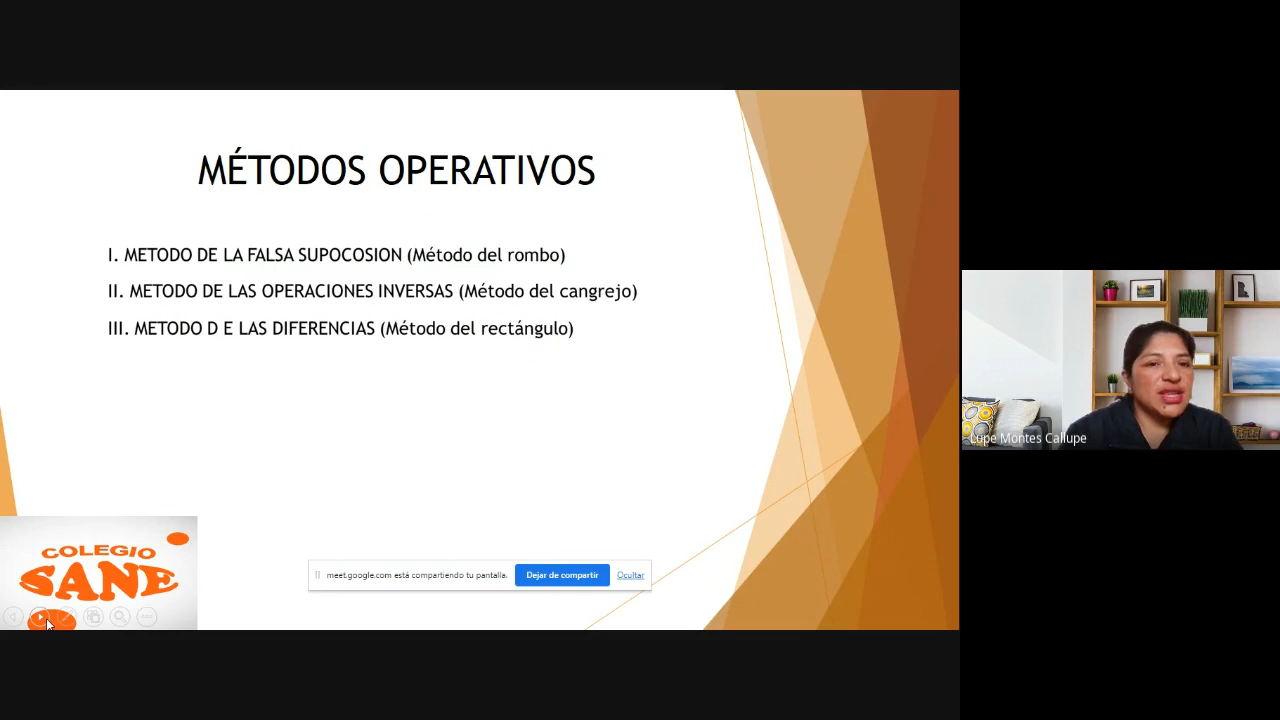 MÉTODOS OPERATIVOS
I. METODO DE LA FALSA SUPOCOSION (Método del rombo)
II. METODO DE LAS OPERACIONES INVERSAS (Método del cangrejo)
III. METODO D E LAS DIFERENCIAS (Método del rectángulo)
Lupe Montes Callupe
COLEGIO
SANE
meet.google.com está compartiendo tu pantalla.
Dejar de compartir
Ocultar